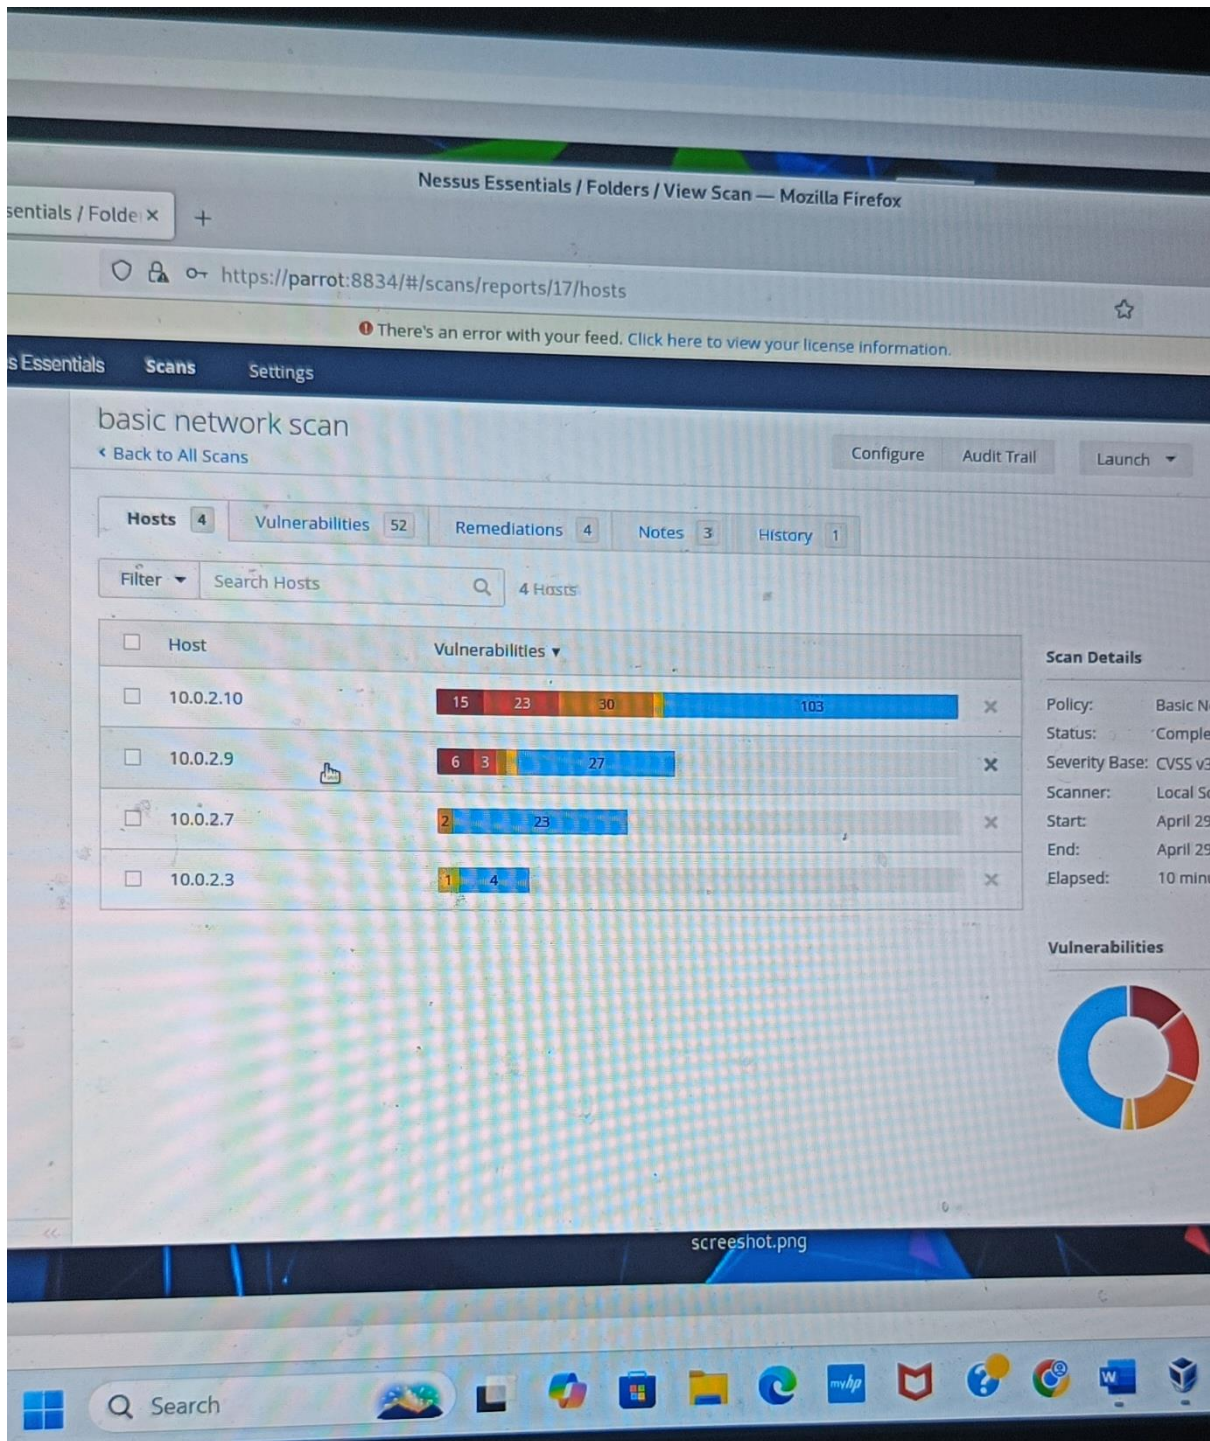 Nessus Essentials / Folders / View Scan — Mozilla Firefox
sentials / Folde ×
+
https://parrot:8834/#/scans/reports/17/hosts
There's an error with your feed. Click here to view your license information.
s Essentials Scans Settings
basic network scan
< Back to All Scans
Configure Audit Trail Launch
Hosts 4 Vulnerabilities 52 Remediations 4 Notes 3 History 1
Filter Search Hosts 4 Hosts
Host Vulnerabilities
10.0.2.10 15 23 30 103 ×
10.0.2.9 6 3 27 ×
10.0.2.7 2 23 ×
10.0.2.3 1 4 ×
Scan Details
Policy: Basic N
Status: Comple
Severity Base: CVSS v3
Scanner: Local Sc
Start: April 29
End: April 29
Elapsed: 10 minu
Vulnerabilities
<<
screeshot.png
Search
myhp
W